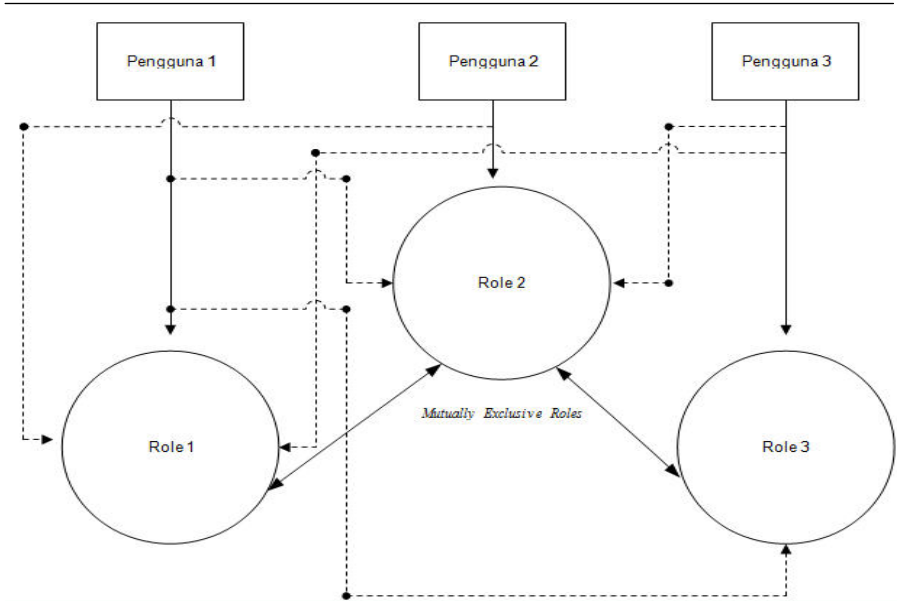 Pengguna 1
Pengguna 2
Pengguna 3
Role 2
Mutually Exclusive Roles
Role 1
Role 3